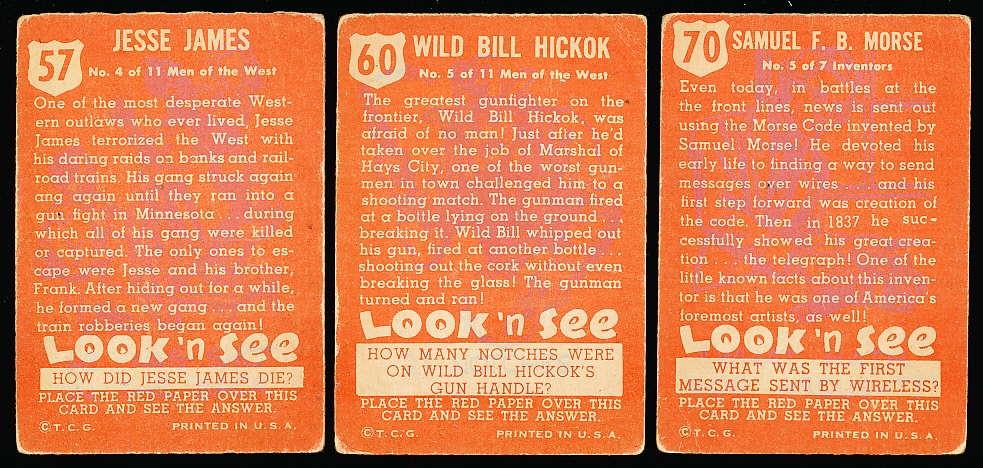 57
JESSE JAMES
No. 4 of 11 Men of the West
One of the most desperate West-
ern outlaws who ever lived, Jesse
James terrorized the West with
his daring raids on banks and rail-
road trains. His gang struck again
ang again until they ran into a
gun fight in Minnesota . . . during
which all of his gang were killed
or captured. The only ones to es-
cape were Jesse and his brother,
Frank. After hiding out for a while,
he formed a new gang . . . and the
train robberies began again!
LOOK 'n See
HOW DID JESSE JAMES DIE?
PLACE THE RED PAPER OVER THIS
CARD AND SEE THE ANSWER.
© T. C. G. PRINTED IN U. S. A.
60
WILD BILL HICKOK
No. 5 of 11 Men of the West
The greatest gunfighter on the
frontier, Wild Bill Hickok, was
afraid of no man! Just after he'd
taken over the job of Marshal of
Hays City, one of the worst gun-
men in town challenged him to a
shooting match. The gunman fired
at a bottle lying on the ground . . .
breaking it. Wild Bill whipped out
his gun, fired at another bottle . . .
shooting out the cork without even
breaking the glass! The gunman
turned and ran!
LOOK 'n See
HOW MANY NOTCHES WERE
ON WILD BILL HICKOK'S
GUN HANDLE?
PLACE THE RED PAPER OVER THIS
CARD AND SEE THE ANSWER.
© T. C. G. PRINTED IN U. S. A.
70
SAMUEL F. B. MORSE
No. 5 of 7 Inventors
Even today, in battles at the
the front lines, news is sent out
using the Morse Code invented by
Samuel Morse! He devoted his
early life to finding a way to send
messages over wires . . . and his
first step forward was creation of
the code. Then in 1837 he suc-
cessfully showed his great crea-
tion . . . the telegraph! One of the
little known facts about this inven-
tor is that he was one of America's
foremost artists, as well!
LOOK 'n See
WHAT WAS THE FIRST
MESSAGE SENT BY WIRELESS?
PLACE THE RED PAPER OVER THIS
CARD AND SEE THE ANSWER.
© T. C. G. PRINTED IN U. S. A.